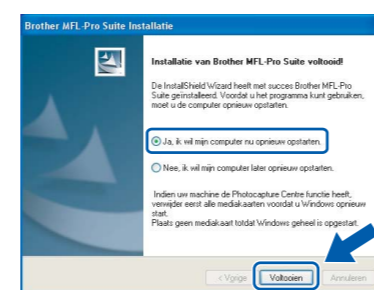 Brother MFL-Pro Suite Installatie
Installatie van Brother MFL-Pro Suite voltooid!
De InstallShield Wizard heeft met succes Brother MFL-Pro
Suite geïnstalleerd. Voordat u het programma kunt gebruiken,
moet u de computer opnieuw opstarten.
Ja, ik wil mijn computer nu opnieuw opstarten.
Nee, ik wil mijn computer later opnieuw opstarten.
Indien uw machine de Photocapture Centre functie heeft,
verwijder eerst alle mediakaarten voordat u Windows opnieuw
start.
Plaats geen mediakaart totdat Windows geheel is opgestart.
< Vorige Voltooien Annuleren